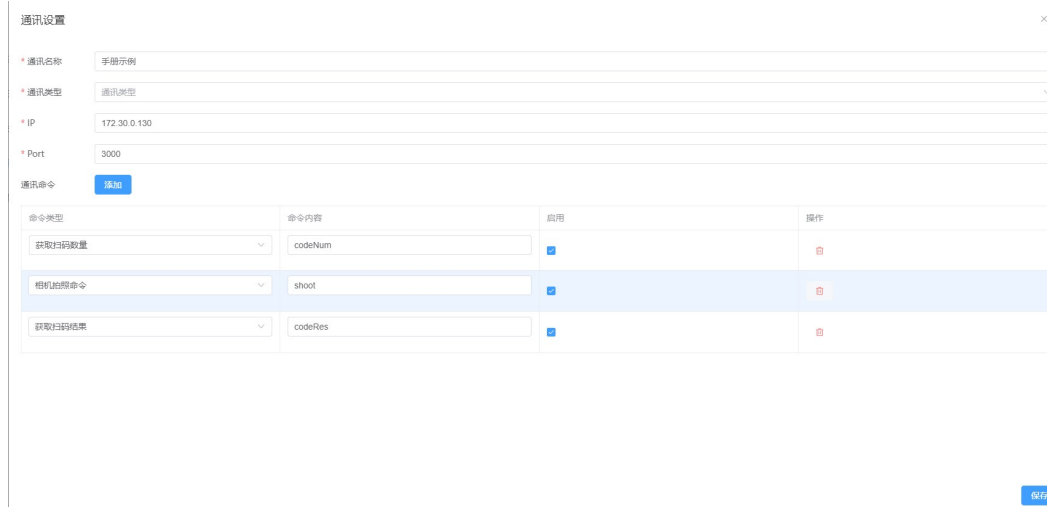 通讯设置
* 通讯名称 手册示例
* 通讯类型 通讯类型
* IP 172.30.0.130
* Port 3000
通讯命令 添加
命令类型 命令内容 启用 操作
获取扫码数量 codeNum
相机拍照命令 shoot
获取扫码结果 codeRes
保存